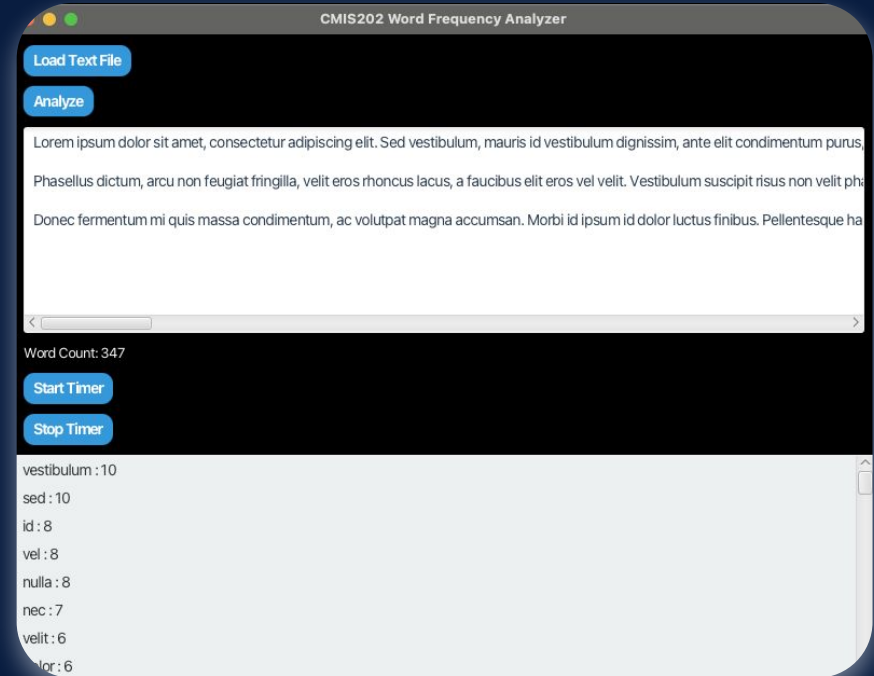 CMIS202 Word Frequency Analyzer
Load Text File
Analyze
Lorem ipsum dolor sit amet, consectetur adipiscing elit. Sed vestibulum, mauris id vestibulum dignissim, ante elit condimentum purus,
Phasellus dictum, arcu non feugiat fringilla, velit eros rhoncus lacus, a faucibus elit eros vel velit. Vestibulum suscipit risus non velit
Donec fermentum mi quis massa condimentum, ac volutpat magna accumsan. Morbi id ipsum id dolor luctus finibus. Pellentesque ha
Word Count: 347
Start Timer
Stop Timer
vestibulum : 10
sed : 10
id : 8
vel : 8
nulla : 8
nec : 7
velit : 6
: 6